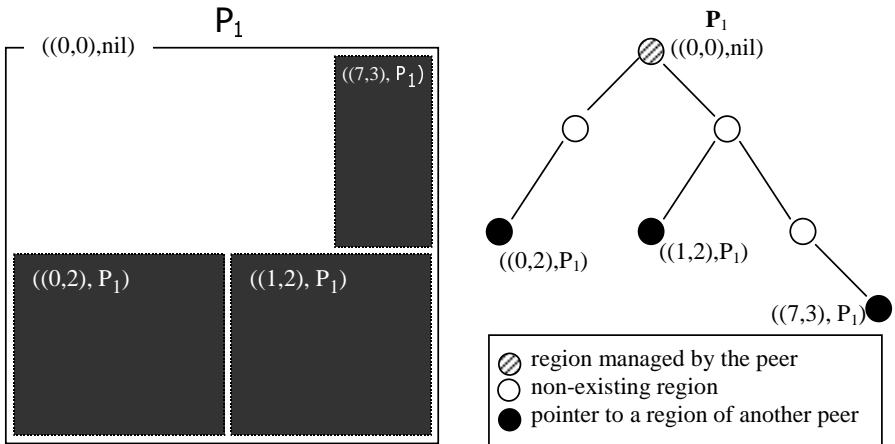 P1
((0,0),nil)
((7,3), P1)
((0,2), P1)
((1,2), P1)
P1
((0,0),nil)
((0,2),P1)
((1,2),P1)
((7,3), P1)
region managed by the peer
non-existing region
pointer to a region of another peer